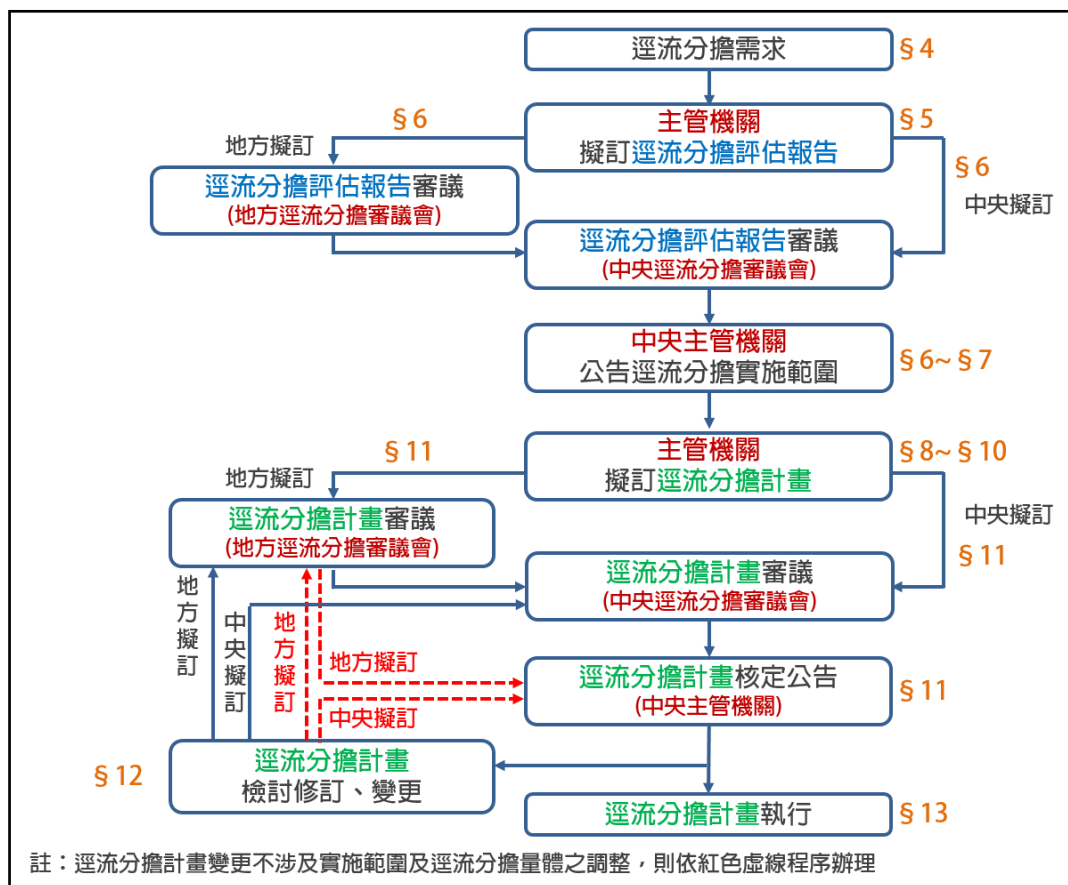 逕流分擔需求
§4
主管機關
擬訂逕流分擔評估報告
§5
§6
地方擬訂
§6
中央擬訂
逕流分擔評估報告審議
(地方逕流分擔審議會)
逕流分擔評估報告審議
(中央逕流分擔審議會)
中央主管機關
公告逕流分擔實施範圍
§6~§7
主管機關
擬訂逕流分擔計畫
§8~§10
§11
地方擬訂
中央擬訂
§11
逕流分擔計畫審議
(地方逕流分擔審議會)
逕流分擔計畫審議
(中央逕流分擔審議會)
地方擬訂
中央擬訂
地方擬訂
地方擬訂
中央擬訂
逕流分擔計畫核定公告
(中央主管機關)
§11
§12
逕流分擔計畫
檢討修訂、變更
逕流分擔計畫執行
§13
註：逕流分擔計畫變更不涉及實施範圍及逕流分擔量體之調整，則依紅色虛線程序辦理